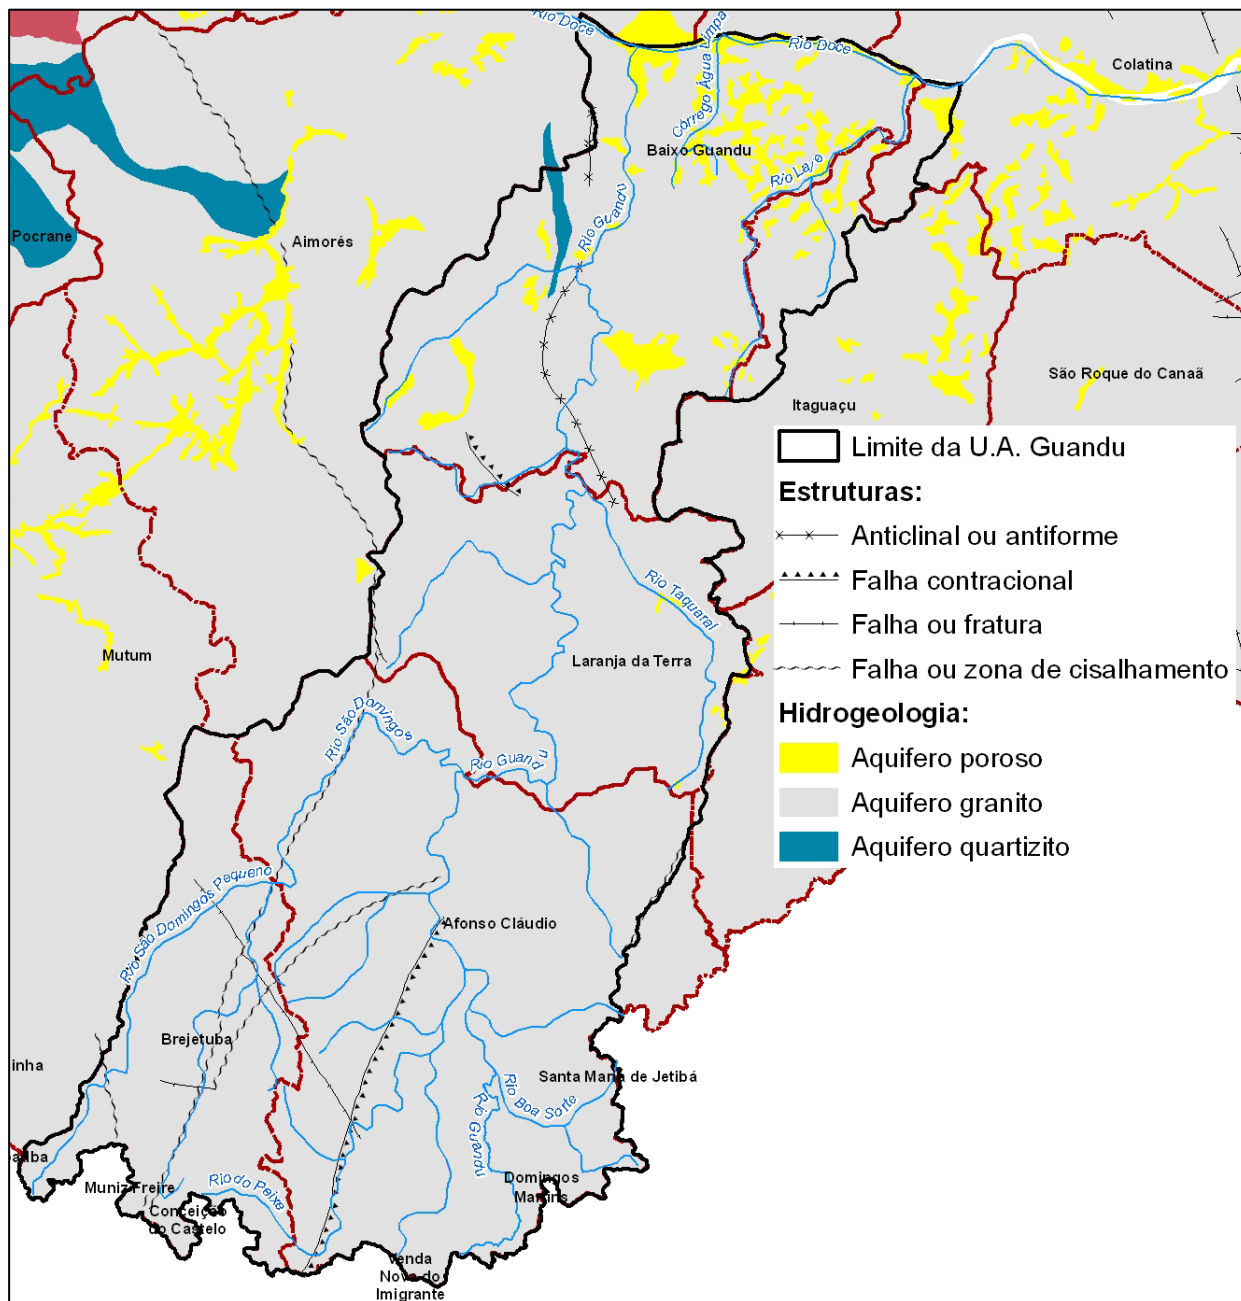 Rio Doce
Córrego Água Limpa
Rio Doce
Colatina
Baixo Guandu
Rio Laje
Rio Guandu
Pocrane
Aimorés
São Roque do Canaã
Itaguaçu
Limite da U.A. Guandu
Estruturas:
Anticlinal ou antiforme
Falha contracional
Falha ou fratura
Falha ou zona de cisalhamento
Hidrogeologia:
Aquifero poroso
Aquifero granito
Aquifero quartizito
Rio Taquaral
Mutum
Laranja da Terra
Rio São Domingos
Rio Guandu
Rio São Domingos Pequeno
Afonso Cláudio
Brejetuba
inha
Santa Maria de Jetibá
Rio Boa Sorte
Rio Guandu
Muniz Freire
Rio do Peixe
Domingos
Martins
Conceição
do Castelo
Venda
Nova do
Imigrante